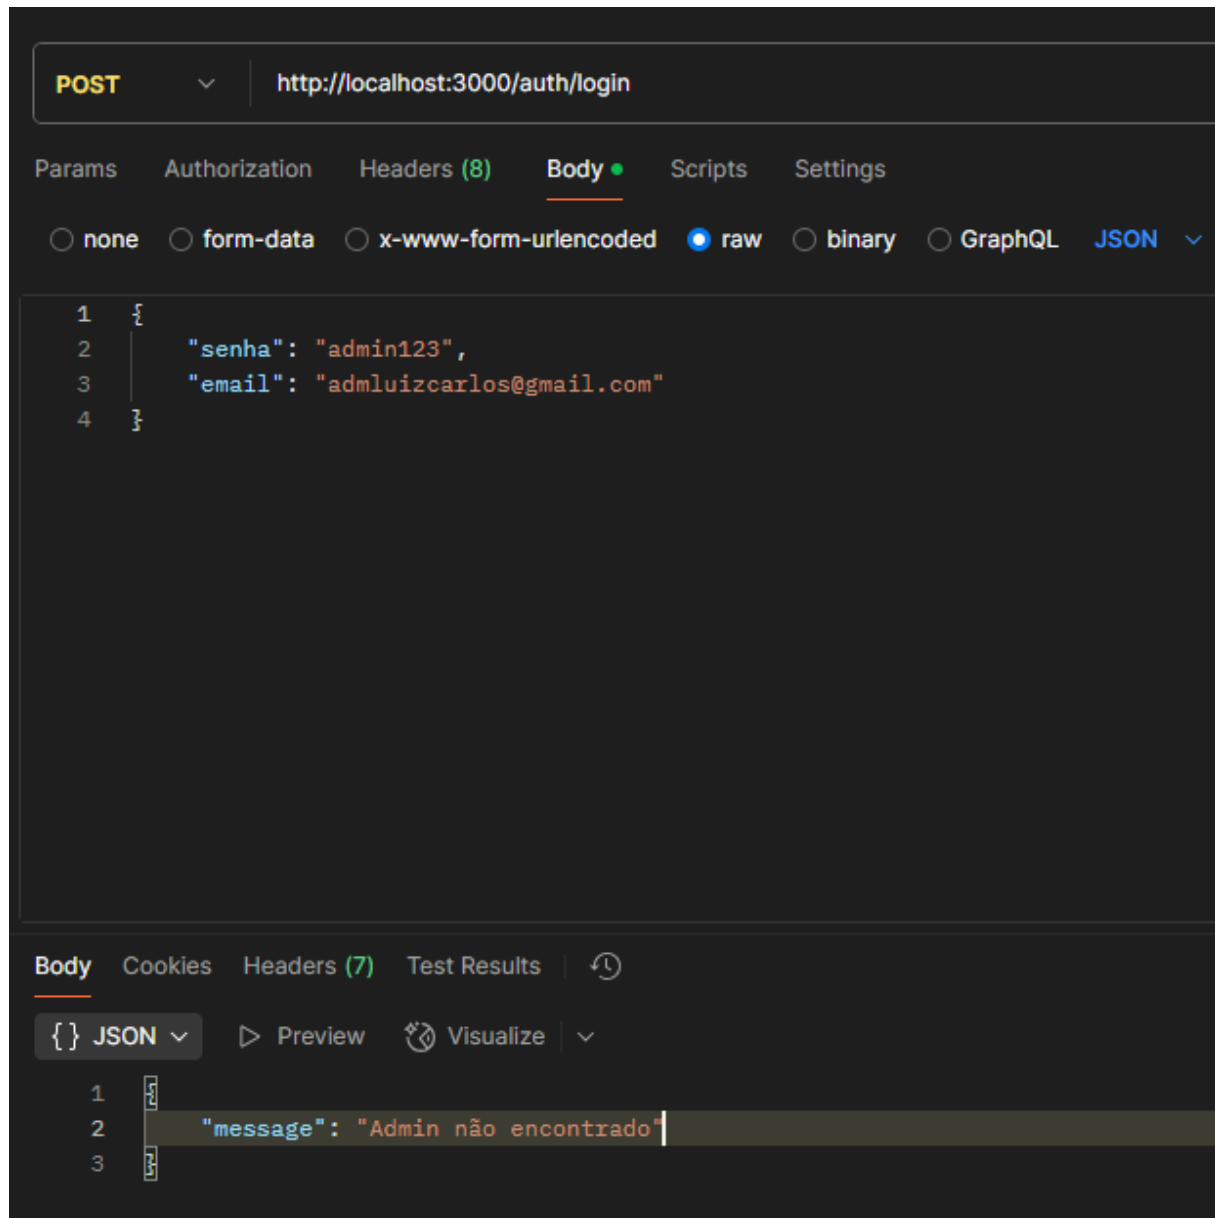 POST http://localhost:3000/auth/login
Params Authorization Headers (8) Body Scripts Settings
none form-data x-www-form-urlencoded raw binary GraphQL JSON
1 {
2 "senha": "admin123",
3 "email": "admluizcarlos@gmail.com"
4 }
Body Cookies Headers (7) Test Results
{} JSON Preview Visualize
1 {
2 "message": "Admin não encontrado"
3 }